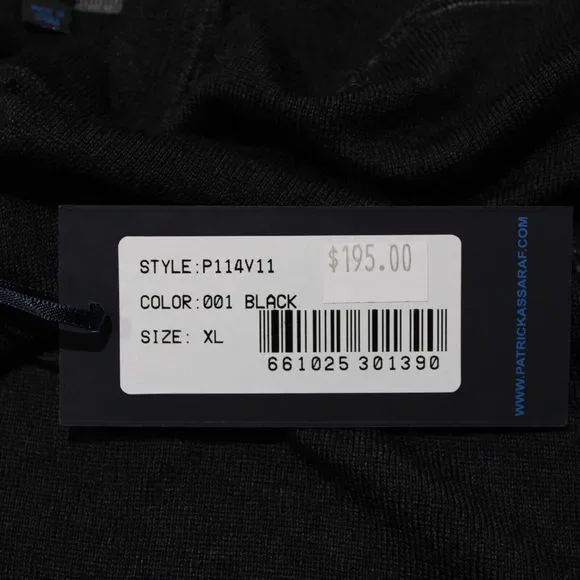 STYLE:P114V11
$195.00
COLOR:001 BLACK
SIZE: XL
661025 301390
WWW.PATRICKASSARAF.COM